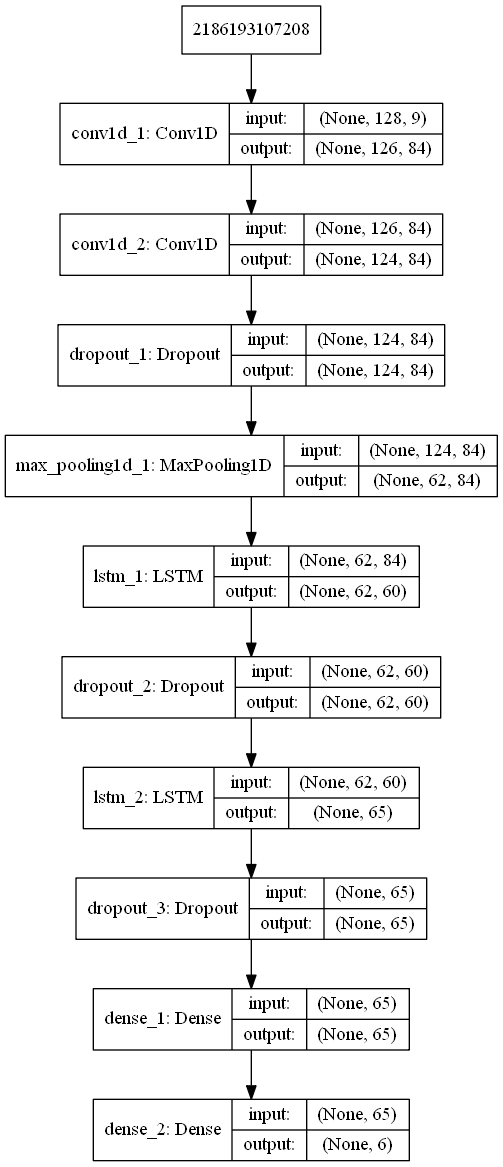 2186193107208
conv1d_1: Conv1D
input:
(None, 128, 9)
output:
(None, 126, 84)
conv1d_2: Conv1D
input:
(None, 126, 84)
output:
(None, 124, 84)
dropout_1: Dropout
input:
(None, 124, 84)
output:
(None, 124, 84)
max_pooling1d_1: MaxPooling1D
input:
(None, 124, 84)
output:
(None, 62, 84)
lstm_1: LSTM
input:
(None, 62, 84)
output:
(None, 62, 60)
dropout_2: Dropout
input:
(None, 62, 60)
output:
(None, 62, 60)
lstm_2: LSTM
input:
(None, 62, 60)
output:
(None, 65)
dropout_3: Dropout
input:
(None, 65)
output:
(None, 65)
dense_1: Dense
input:
(None, 65)
output:
(None, 65)
dense_2: Dense
input:
(None, 65)
output:
(None, 6)